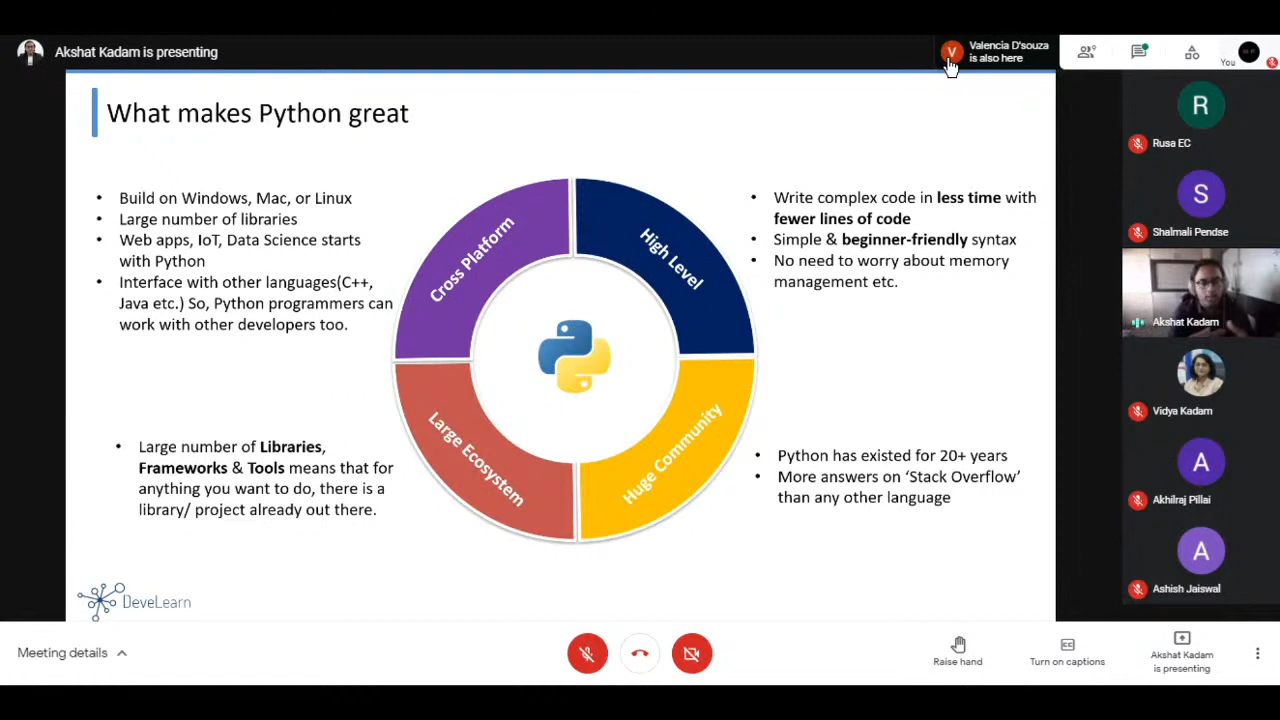 Akshat Kadam is presenting
V
Valencia D'souza
is also here
You
What makes Python great
• Build on Windows, Mac, or Linux
• Large number of libraries
• Web apps, IoT, Data Science starts
with Python
• Interface with other languages(C++,
Java etc.) So, Python programmers can
work with other developers too.
Cross Platform
High Level
• Write complex code in less time with
fewer lines of code
• Simple & beginner-friendly syntax
• No need to worry about memory
management etc.
• Large number of Libraries,
Frameworks & Tools means that for
anything you want to do, there is a
library/ project already out there.
Large Ecosystem
Huge Community
• Python has existed for 20+ years
• More answers on ‘Stack Overflow’
than any other language
DeveLearn
R
Rusa EC
S
Shalmali Pendse
Akshat Kadam
Vidya Kadam
A
Akhilraj Pillai
A
Ashish Jaiswal
Meeting details
Raise hand
Turn on captions
Akshat Kadam
is presenting